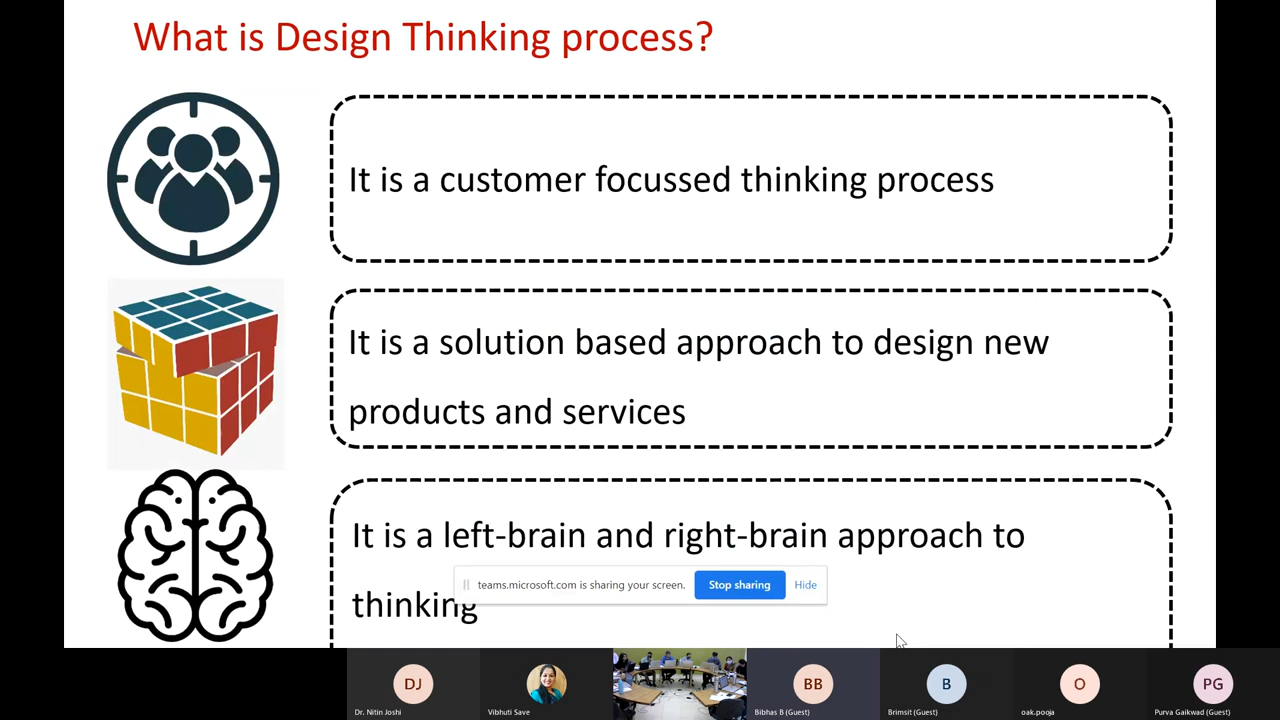 What is Design Thinking process?
It is a customer focussed thinking process
It is a solution based approach to design new
products and services
It is a left-brain and right-brain approach to
thinking
teams.microsoft.com is sharing your screen.
Stop sharing
Hide
DJ
BB
B
O
PG
Dr. Nitin Joshi
Vibhuti Save
Bibhas B (Guest)
Brimsit (Guest)
oak.pooja
Purva Gaikwad (Guest)